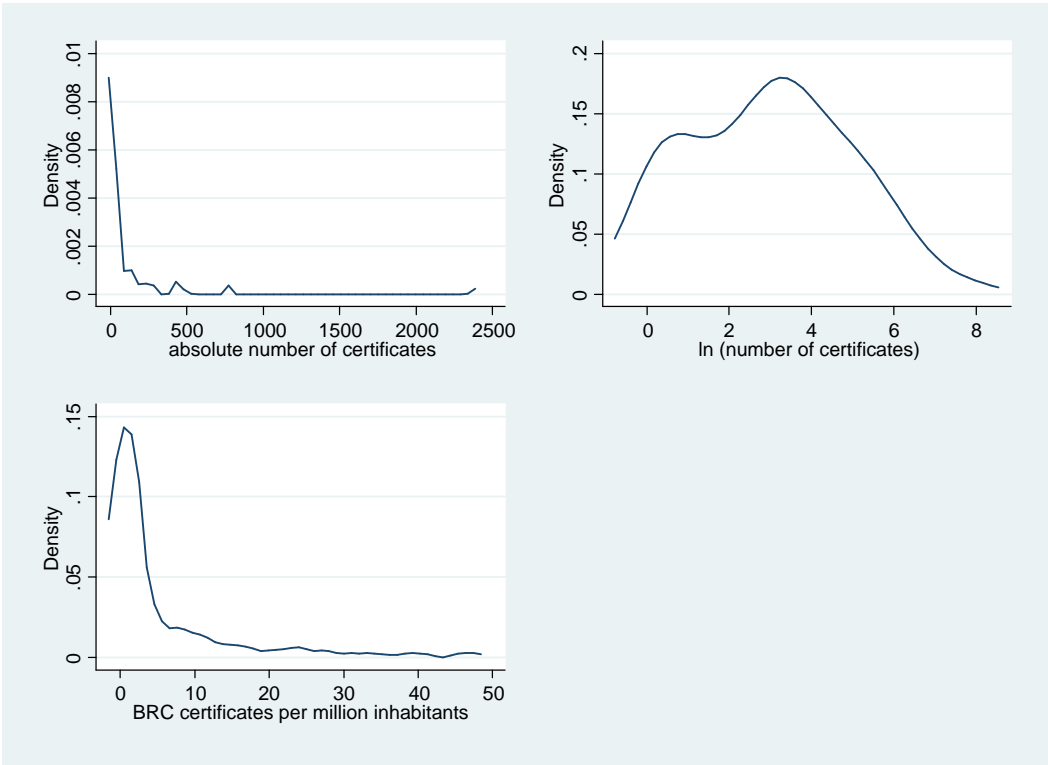 .01
.008
.006
.004
.002
0
Density
0 500 1000 1500 2000 2500
absolute number of certificates
.2
.15
.1
.05
0
Density
0 2 4 6 8
ln (number of certificates)
.15
.1
.05
0
Density
0 10 20 30 40 50
BRC certificates per million inhabitants